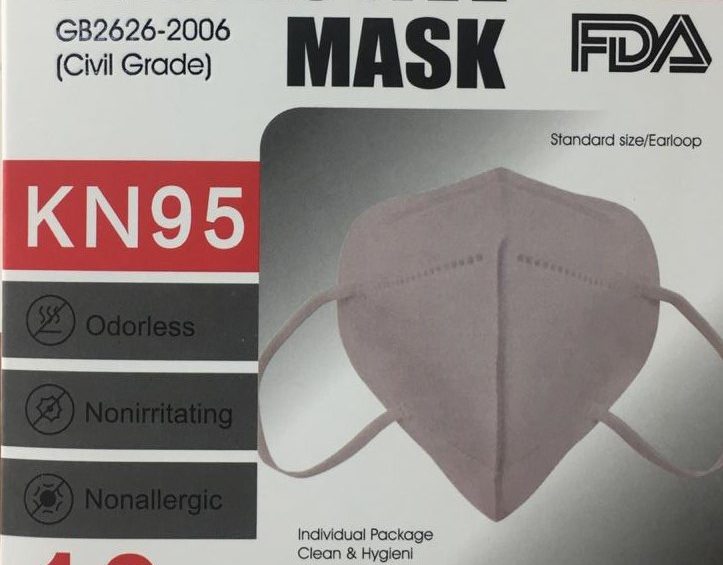 GB2626-2006
(Civil Grade)
MASK
FDA
Standard size/Earloop
KN95
Odorless
Nonirritating
Nonallergic
Individual Package
Clean & Hygieni